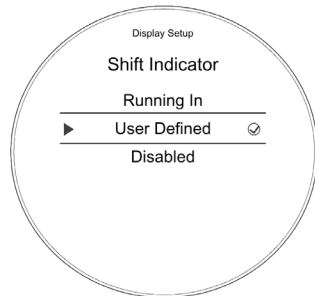 Display Setup
Shift Indicator
Running In
User Defined
Disabled